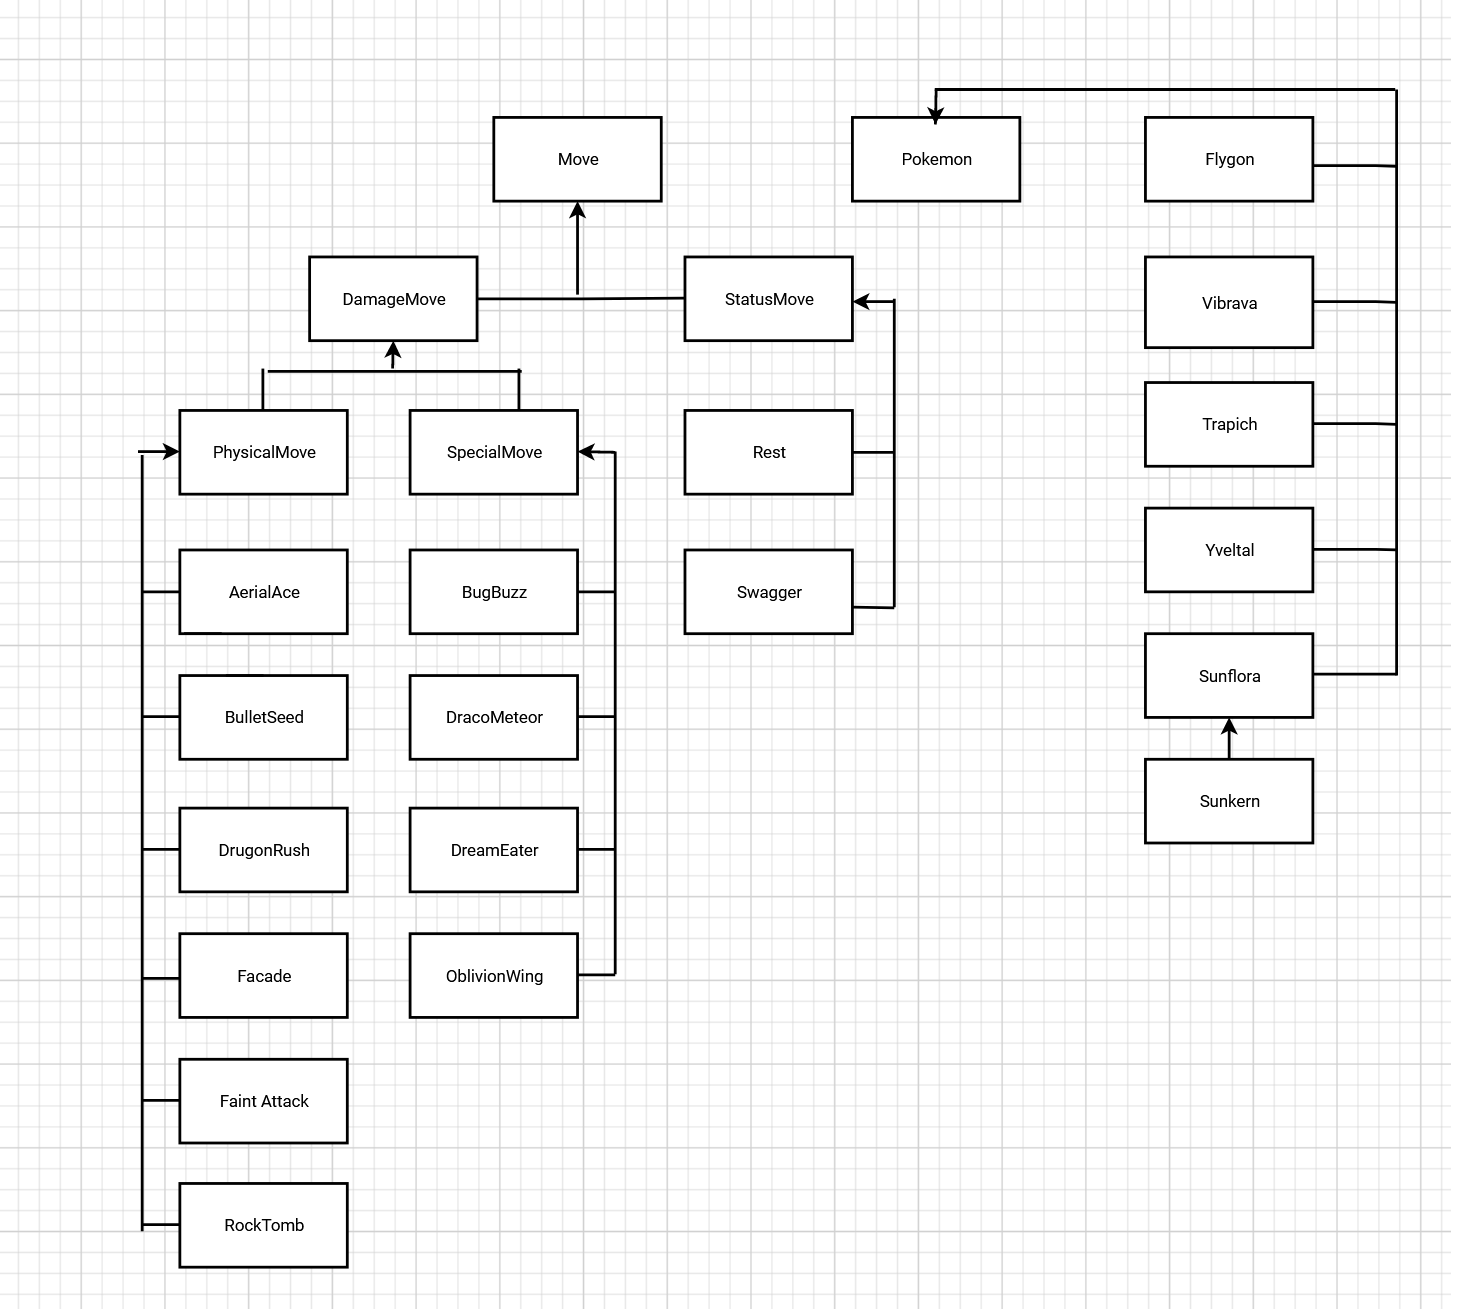 Move
Pokemon
Flygon
DamageMove
StatusMove
Vibrava
PhysicalMove
SpecialMove
Rest
Trapich
AerialAce
BugBuzz
Swagger
Yveltal
BulletSeed
DracoMeteor
Sunflora
DrugonRush
DreamEater
Sunkern
Facade
OblivionWing
Faint Attack
RockTomb